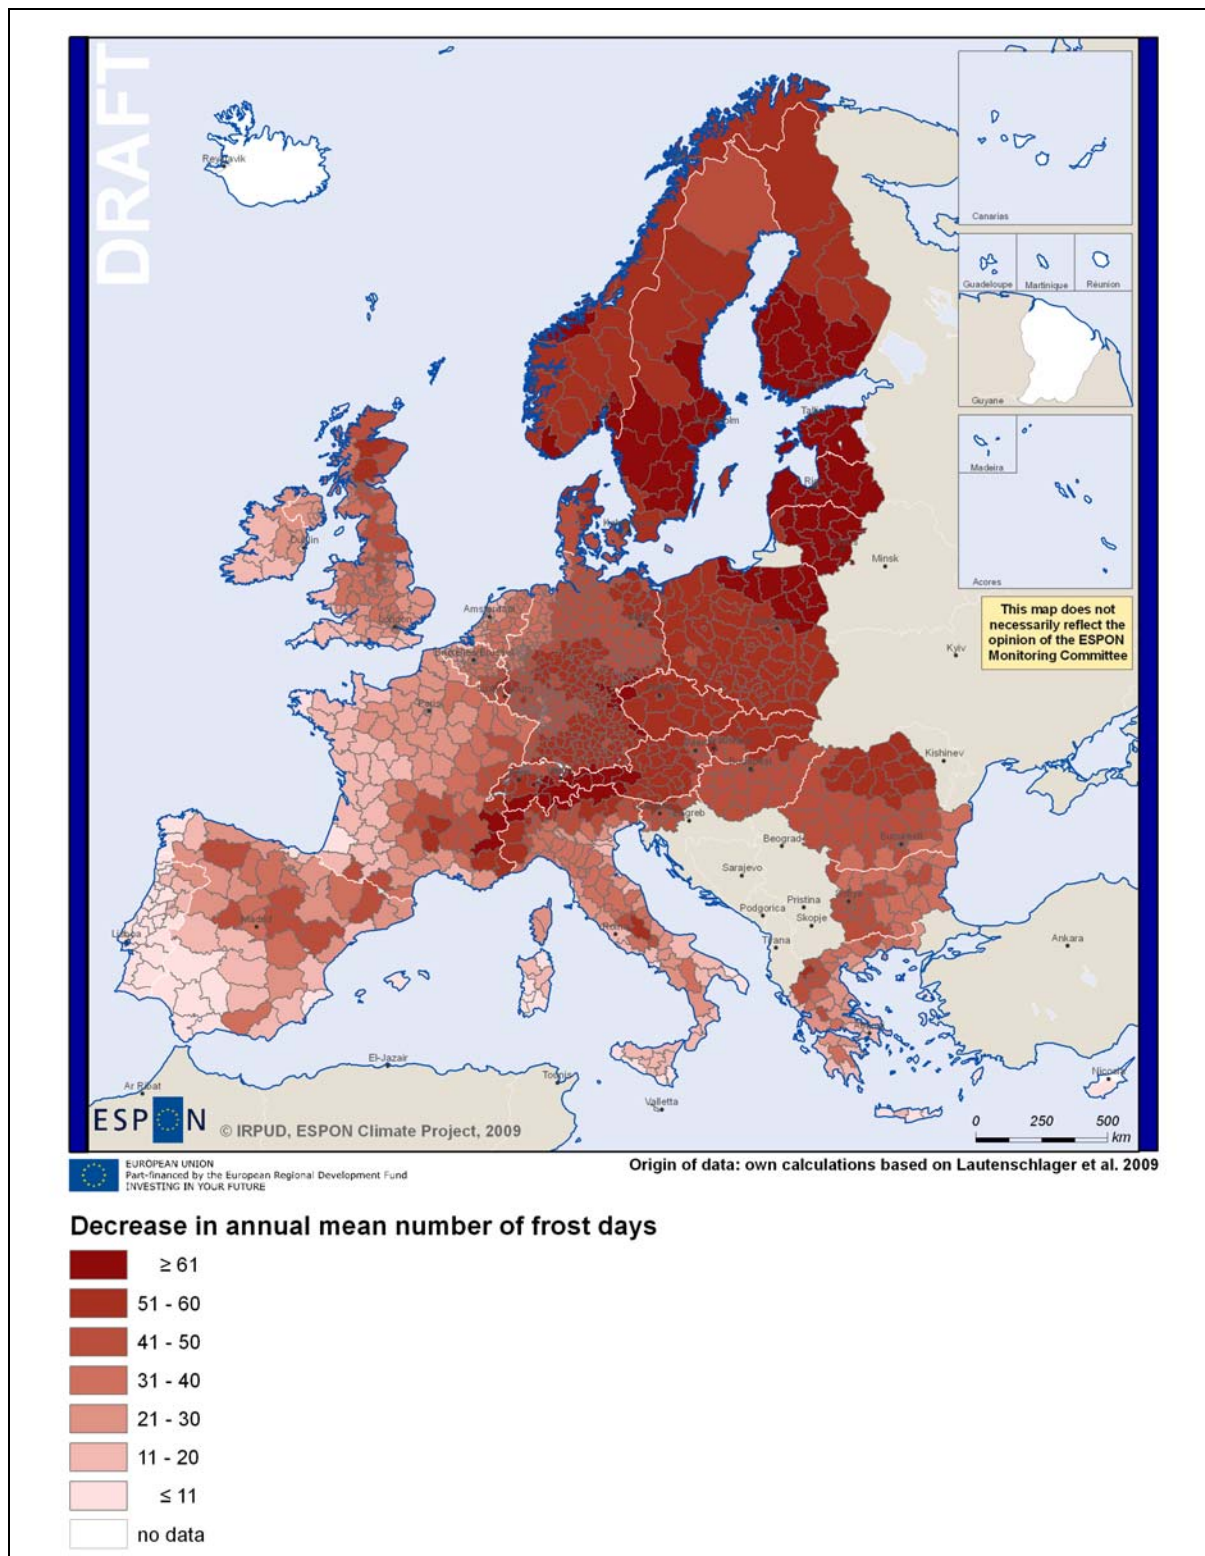 DRAFT
Reykjavik
Canarias
Guadeloupe
Martinique
Réunion
Guyane
Madeira
Acores
This map does not
necessarily reflect the
opinion of the ESPON
Monitoring Committee
Dublin
London
Amsterdam
Paris
Minsk
Kyiv
Kishinev
Zagreb
Beograd
Bucuresti
Sarajevo
Pristina
Podgorica
Skopje
Tirana
Ankara
Madrid
Lisboa
Roma
El-Jazair
Ar Ribat
Tounis
Valletta
Nicosia
ESPON
© IRPUD, ESPON Climate Project, 2009
0 250 500
km
EUROPEAN UNION
Part-financed by the European Regional Development Fund
INVESTING IN YOUR FUTURE
Origin of data: own calculations based on Lautenschlager et al. 2009
Decrease in annual mean number of frost days
≥ 61
51 - 60
41 - 50
31 - 40
21 - 30
11 - 20
≤ 11
no data